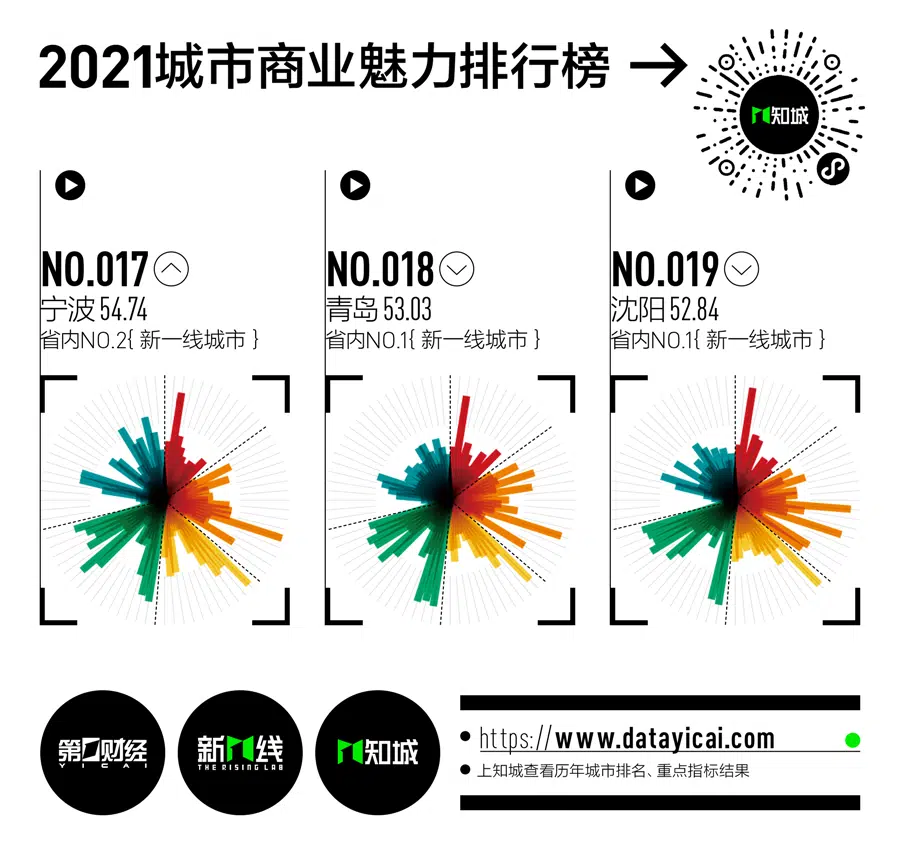 2021城市商业魅力排行榜
知城
NO.017
宁波 54.74
省内NO.2{ 新一线城市 }
NO.018
青岛 53.03
省内NO.1{ 新一线城市 }
NO.019
沈阳 52.84
省内NO.1{ 新一线城市 }
第一财经
YICAI
新一线
THE RISING LAB
知城
https://www.datayicai.com
上知城查看历年城市排名、重点指标结果